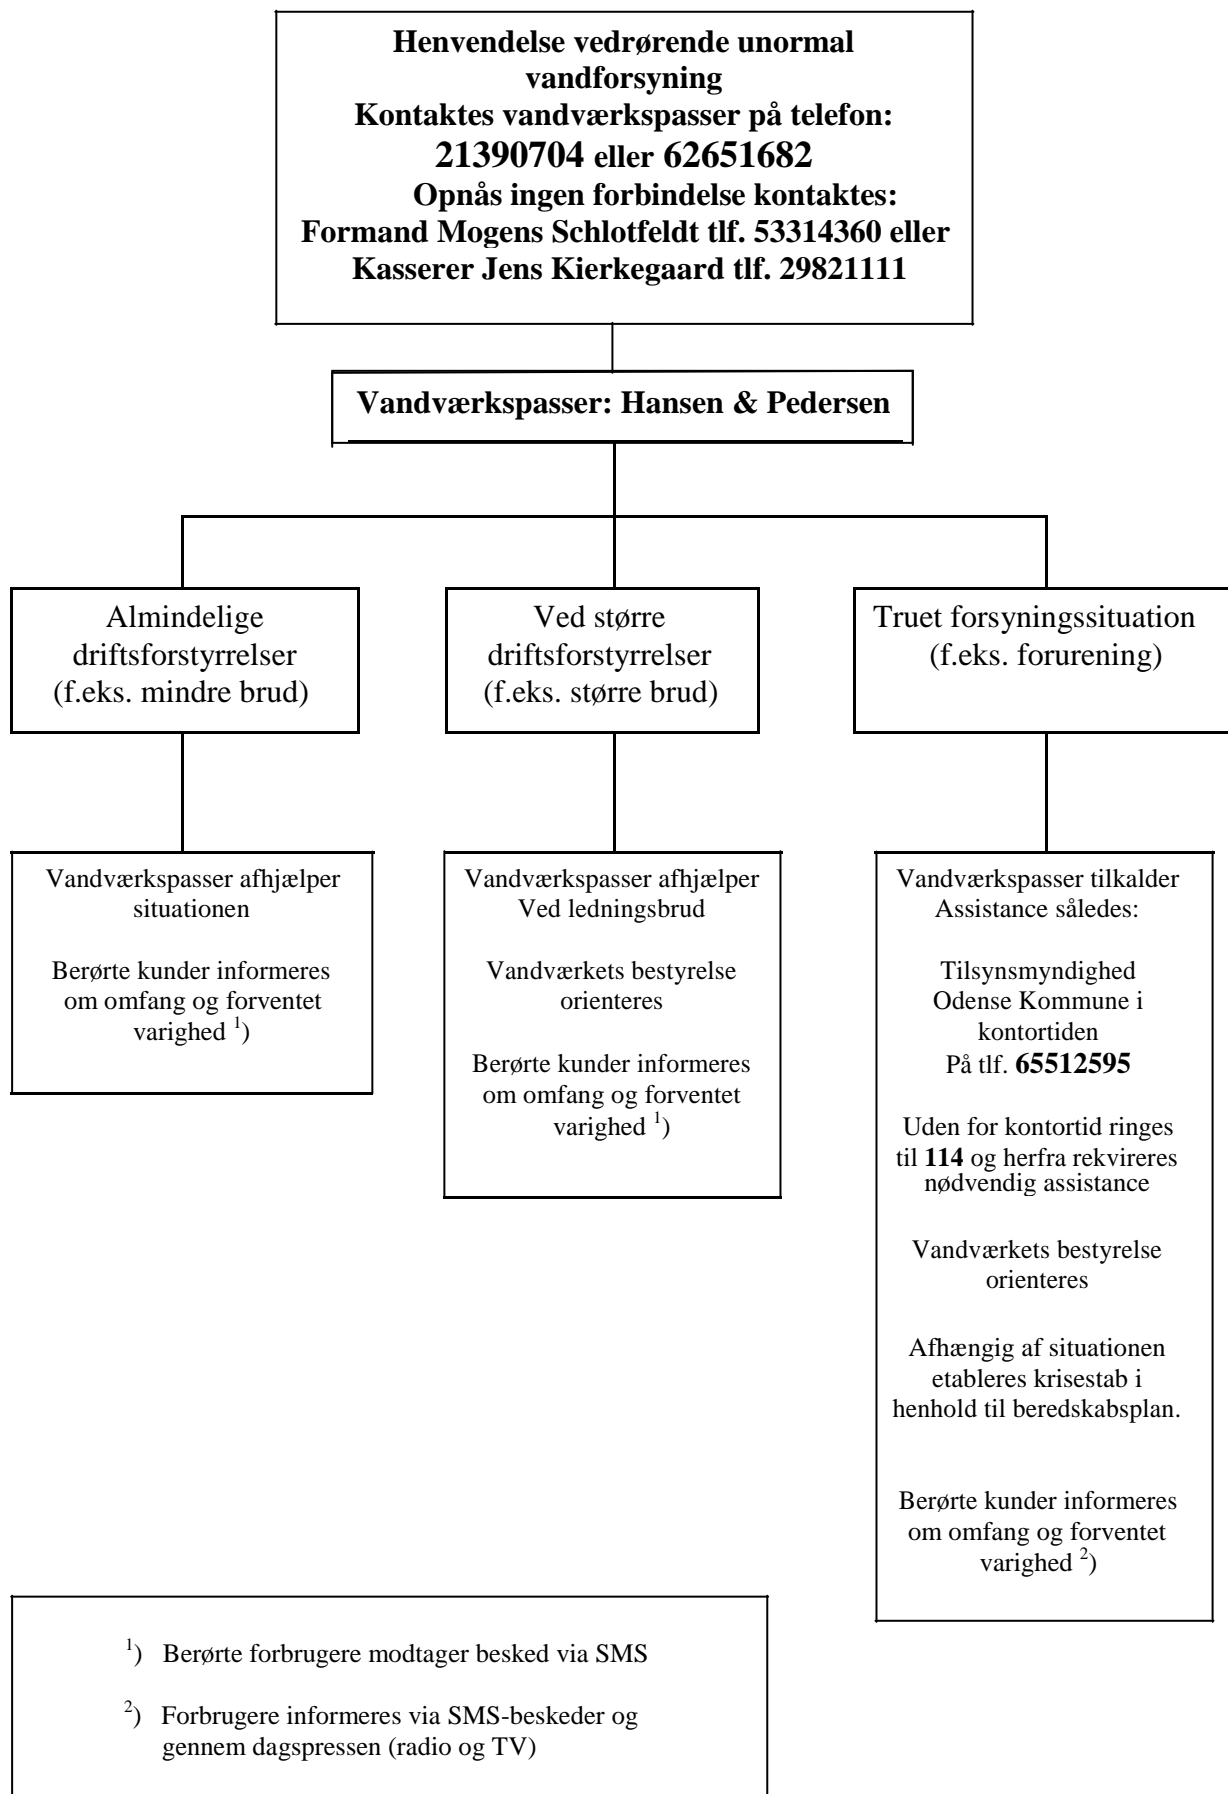 Henvendelse vedrørende unormal
vandforsyning
Kontaktes vandværkspasser på telefon:
21390704 eller 62651682
Opnås ingen forbindelse kontaktes:
Formand Mogens Schlotfeldt tlf. 53314360 eller
Kasserer Jens Kierkegaard tlf. 29821111
Vandværkspasser: Hansen & Pedersen
Almindelige
driftsforstyrrelser
(f.eks. mindre brud)
Ved større
driftsforstyrrelser
(f.eks. større brud)
Truet forsyningssituation
(f.eks. forurening)
Vandværkspasser afhjælper
situationen
Berørte kunder informeres
om omfang og forventet
varighed ¹)
Vandværkspasser afhjælper
Ved ledningsbrud
Vandværkets bestyrelse
orienteres
Berørte kunder informeres
om omfang og forventet
varighed ¹)
Vandværkspasser tilkalder
Assistance således:
Tilsynsmyndighed
Odense Kommune i
kontortiden
På tlf. 65512595
Uden for kontortid ringes
til 114 og herfra rekvireres
nødvendig assistance
Vandværkets bestyrelse
orienteres
Afhængig af situationen
etableres krisestab i
henhold til beredskabsplan.
Berørte kunder informeres
om omfang og forventet
varighed ²)
¹) Berørte forbrugere modtager besked via SMS
²) Forbrugere informeres via SMS-beskeder og
gennem dagspressen (radio og TV)